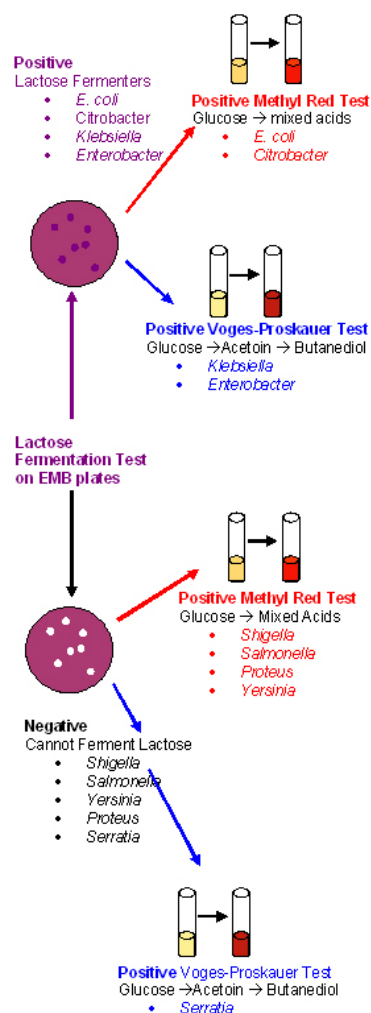 Positive
Lactose Fermenters
• E. coli
• Citrobacter
• Klebsiella
• Enterobacter
Positive Methyl Red Test
Glucose → mixed acids
• E. coli
• Citrobacter
Positive Voges-Proskauer Test
Glucose →Acetoin → Butanediol
• Klebsiella
• Enterobacter
Lactose
Fermentation Test
on EMB plates
Positive Methyl Red Test
Glucose → Mixed Acids
• Shigella
• Salmonella
• Proteus
• Yersinia
Negative
Cannot Ferment Lactose
• Shigella
• Salmonella
• Yersinia
• Proteus
• Serratia
Positive Voges-Proskauer Test
Glucose →Acetoin → Butanediol
• Serratia